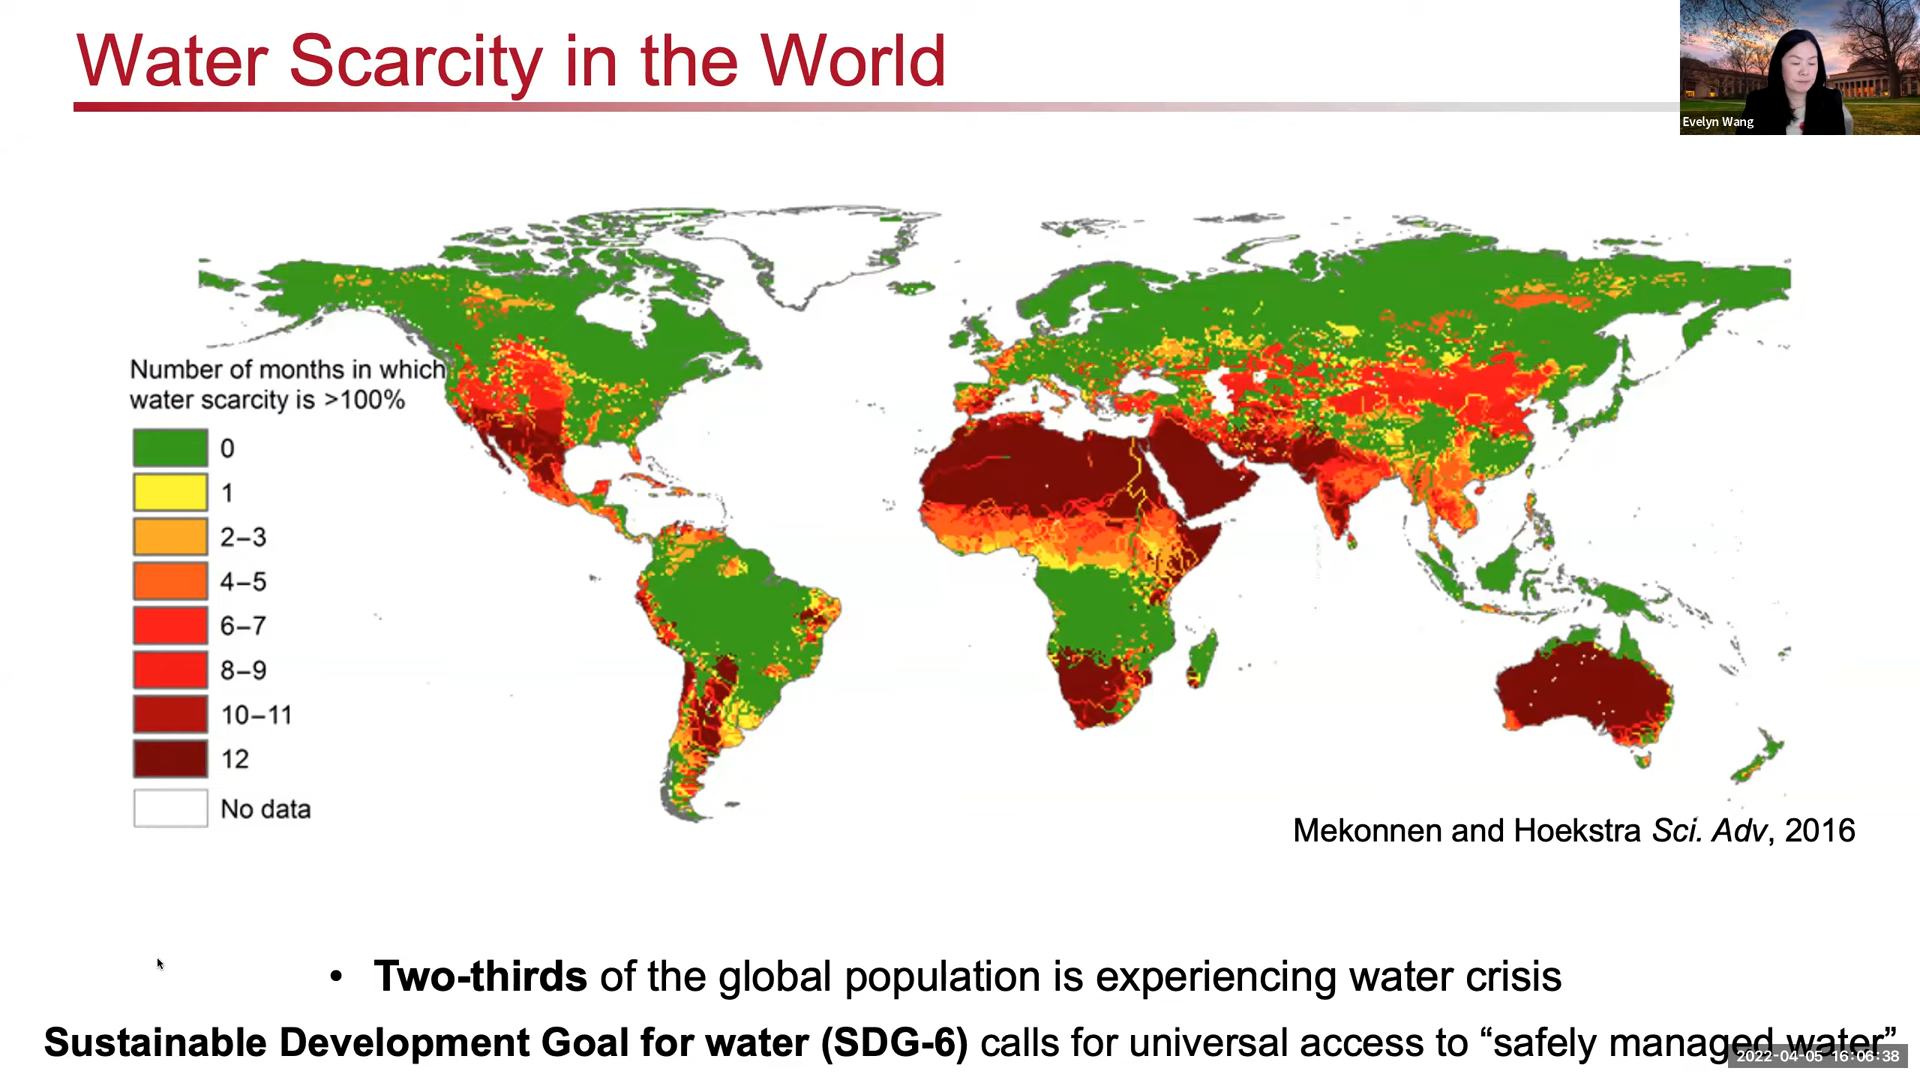 Water Scarcity in the World
Evelyn Wang
Number of months in which
water scarcity is >100%
0
1
2–3
4–5
6–7
8–9
10–11
12
No data
Mekonnen and Hoekstra Sci. Adv, 2016
• Two-thirds of the global population is experiencing water crisis
Sustainable Development Goal for water (SDG-6) calls for universal access to “safely managed water”
2022-04-05 16:06:38